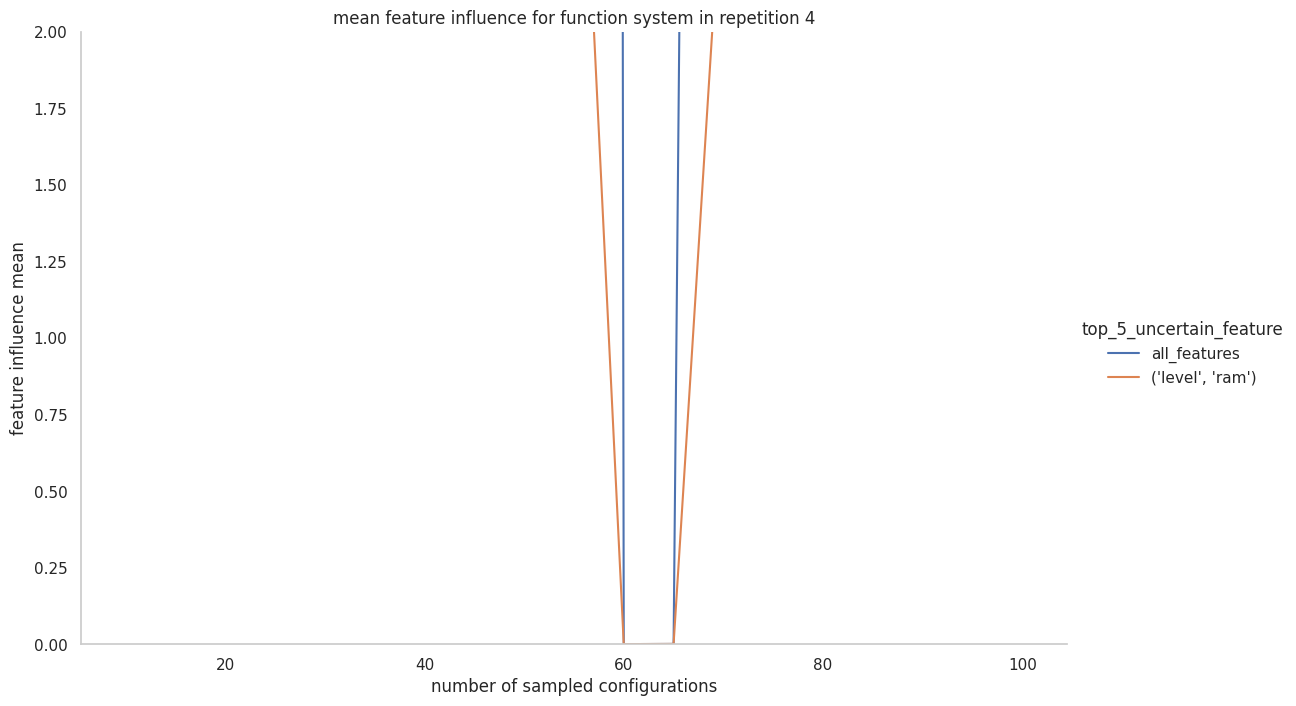 mean feature influence for function system in repetition 4
2.00
1.75
1.50
1.25
1.00
0.75
0.50
0.25
0.00
feature influence mean
20
40
60
80
100
number of sampled configurations
top_5_uncertain_feature
all_features
('level', 'ram')